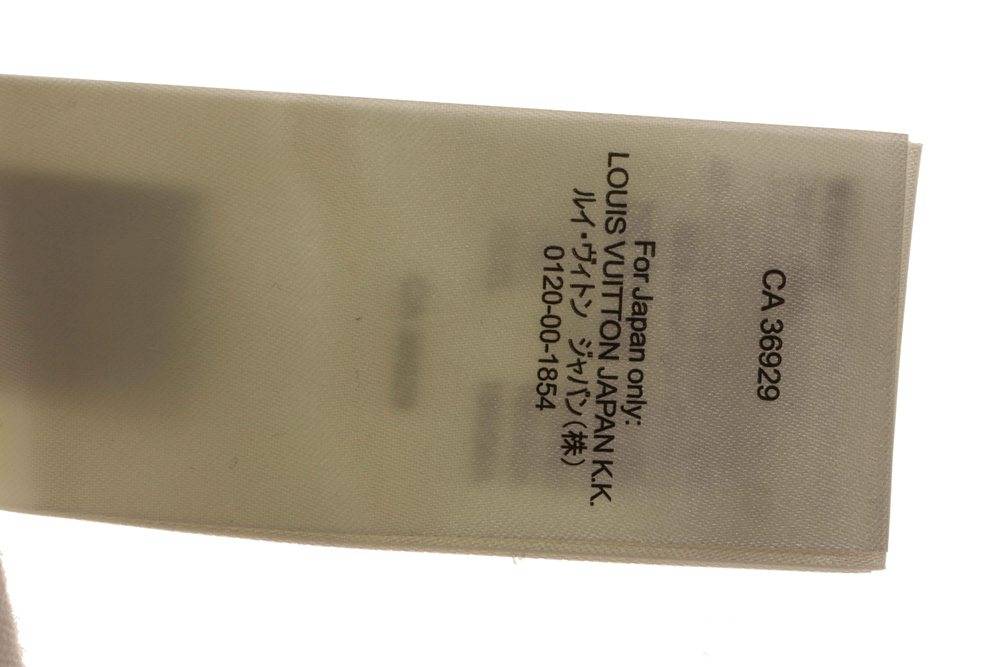 CA 36929
For Japan only:
LOUIS VUITTON JAPAN K.K.
ルイ・ヴィトン ジャパン(株)
0120-00-1854